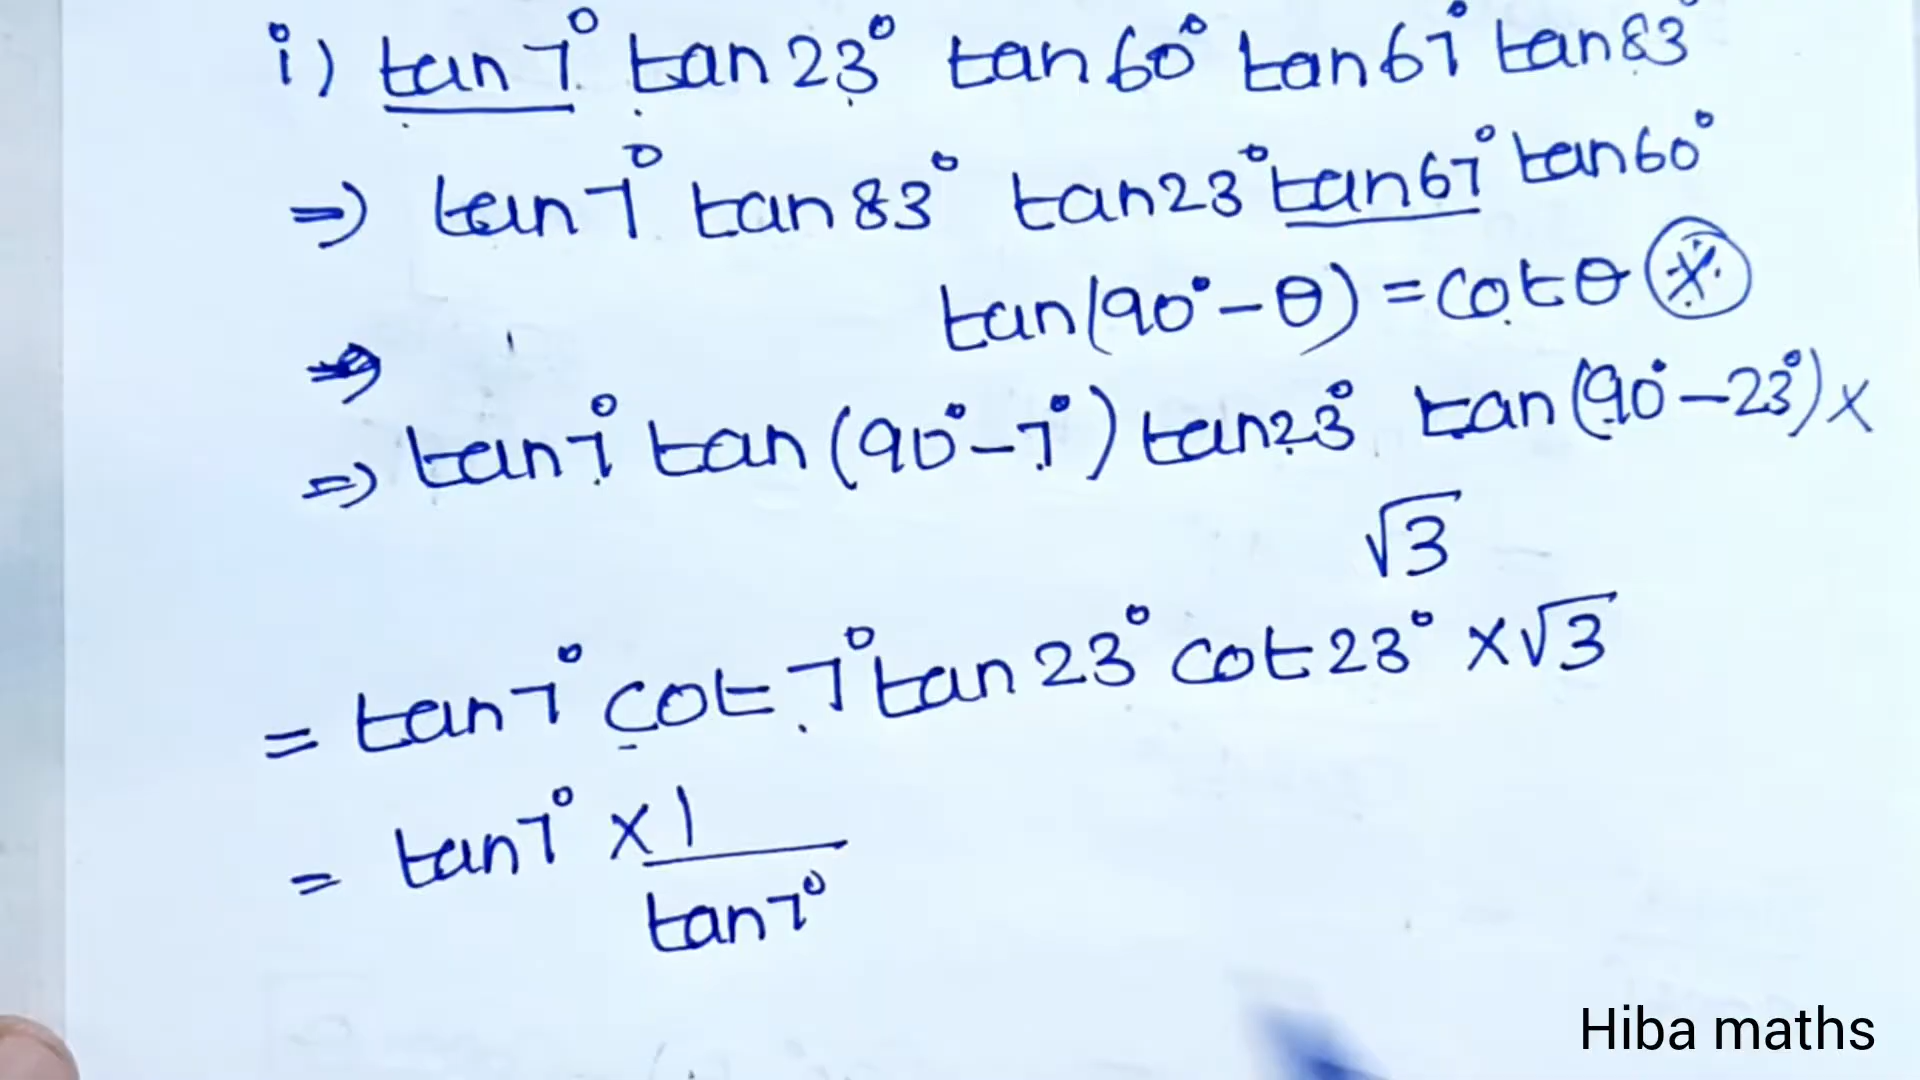 i) tan 7° tan 23° tan 60° tan 67° tan 83°
⇒) tan 7° tan 83° tan 23° tan 67° tan 60°
tan(90° - θ) = cot θ *
⇒
⇒) tan 7° tan (90° - 7°) tan 23° tan (90° - 23°) ×
√3
= tan 7° cot 7° tan 23° cot 23° × √3
= tan 7° × 1
tan 7°
Hiba maths